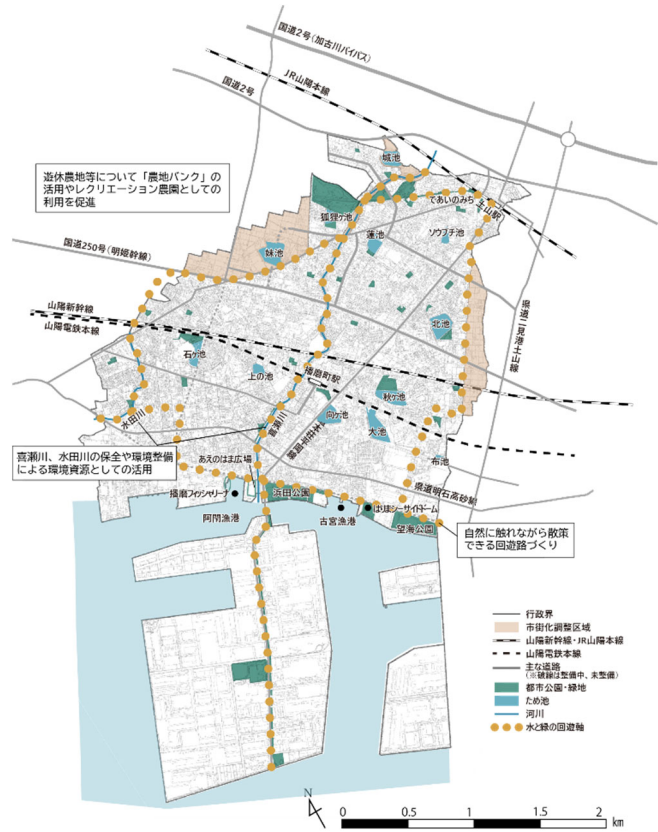 国道2号(加古川バイパス)
JR山陽本線
国道2号
城池
遊休農地等について「農地バンク」の
活用やレクリエーション農園としての
利用を促進
であいのみち
土山駅
狐狸ヶ池
蓮池
ソウブチ池
国道250号(明姫幹線)
妹池
県道二見港土山線
山陽新幹線
山陽電鉄本線
北池
石ヶ池
上の池
播磨町駅
秋ヶ池
水田川
喜瀬川
向ヶ池
大池
喜瀬川、水田川の保全や環境整備
による環境資源としての活用
あえのはま広場
布池
県道明石高砂線
播磨フィッシャリーナ
浜田公園
はりまシーサイドドーム
阿閇漁港
古宮漁港
望海公園
自然に触れながら散策
できる回遊路づくり
行政界
市街化調整区域
山陽新幹線・JR山陽本線
山陽電鉄本線
主な道路
(※破線は整備中、未整備)
都市公園・緑地
ため池
河川
水と緑の回遊軸
N
0 0.5 1 1.5 2
km